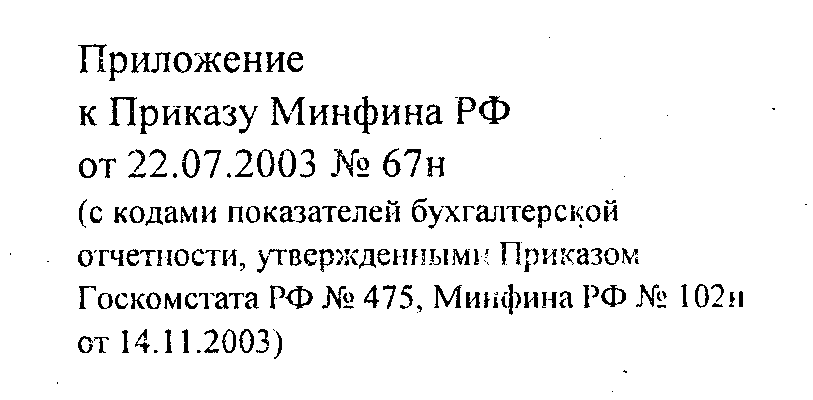 Приложение
к Приказу Минфина РФ
от 22.07.2003 № 67н
(с кодами показателей бухгалтерской
отчетности, утвержденными Приказом
Госкомстата РФ № 475, Минфина РФ № 102н
от 14.11.2003)